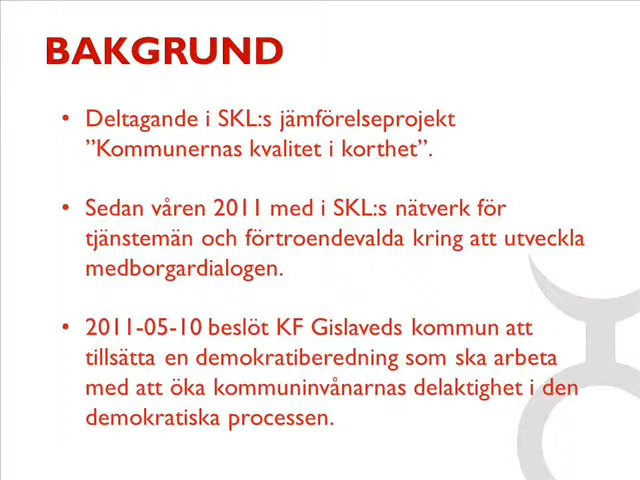 BAKGRUND
• Deltagande i SKL:s jämförelseprojekt
”Kommunernas kvalitet i korthet”.
• Sedan våren 2011 med i SKL:s nätverk för
tjänstemän och förtroendevalda kring att utveckla
medborgardialogen.
• 2011-05-10 beslöt KF Gislaveds kommun att
tillsätta en demokratiberedning som ska arbeta
med att öka kommuninvånarnas delaktighet i den
demokratiska processen.